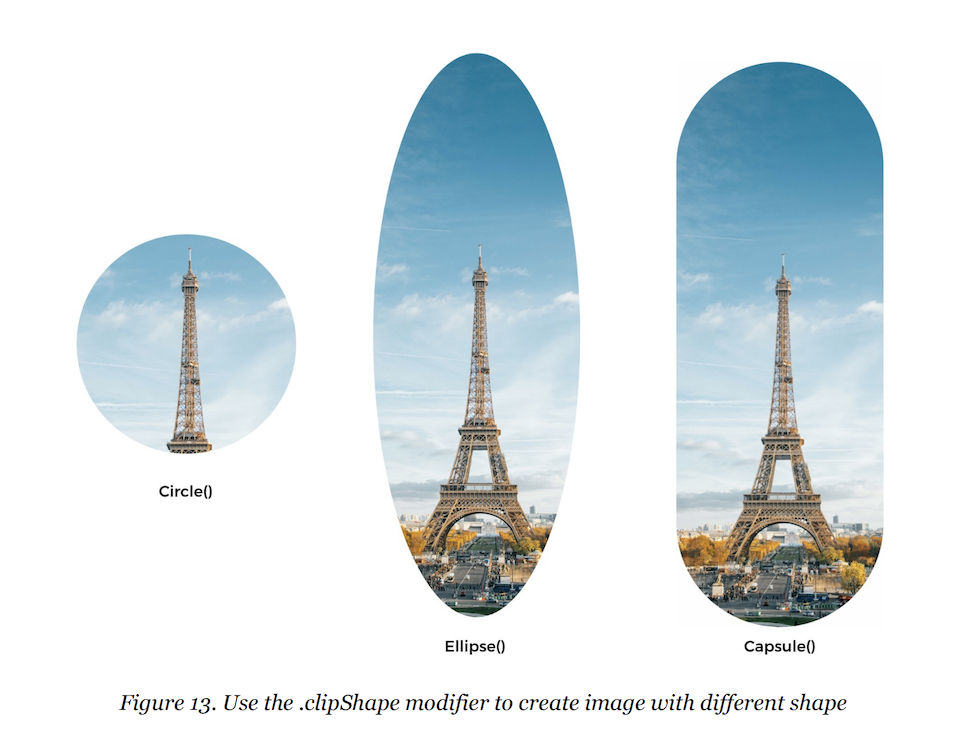 Circle()
Ellipse()
Capsule()
Figure 13. Use the .clipShape modifier to create image with different shape